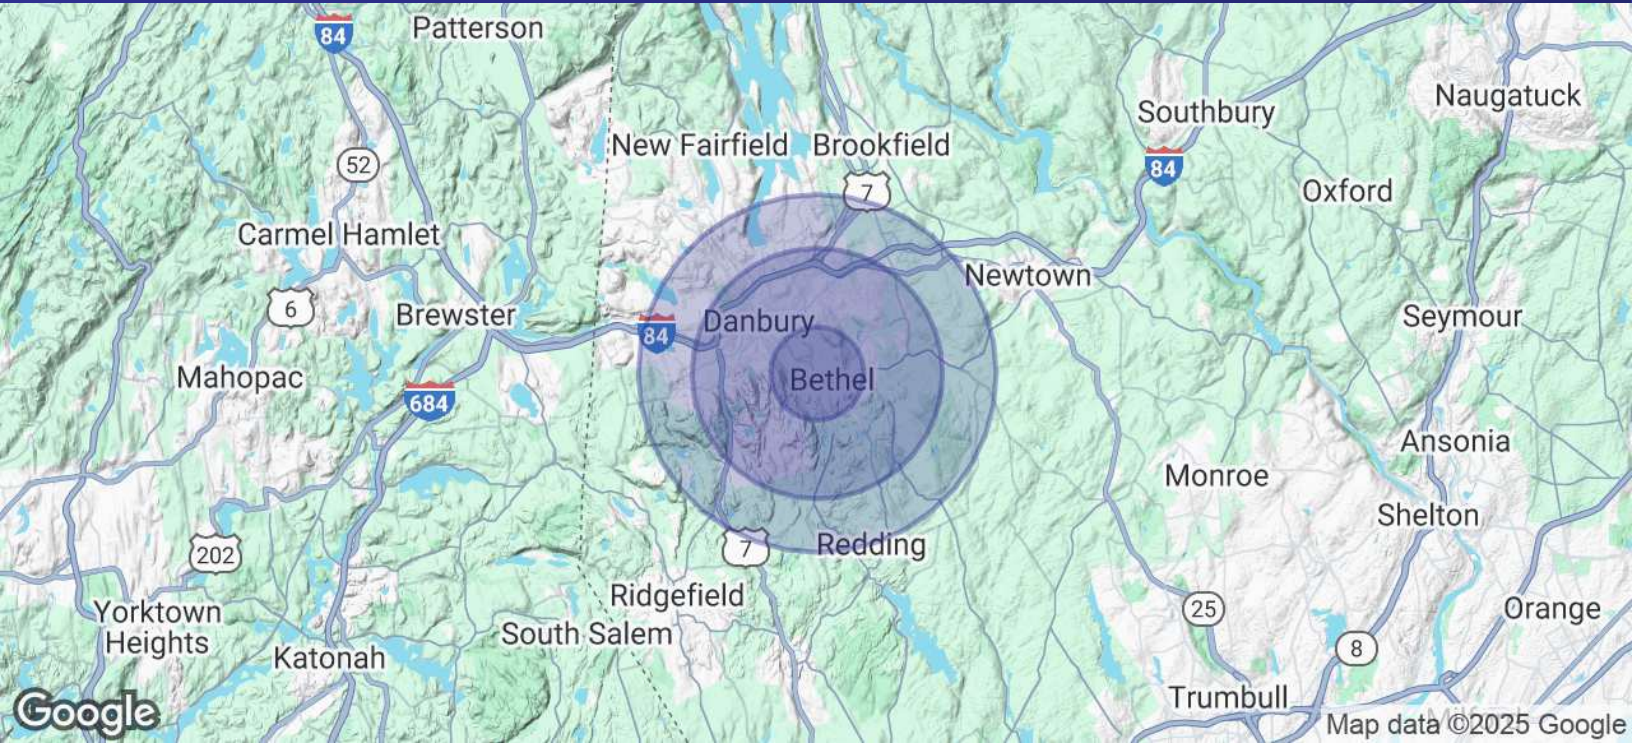 84
Patterson
Naugatuck
Southbury
New Fairfield
Brookfield
52
84
7
Oxford
Carmel Hamlet
Newtown
6
Brewster
Danbury
84
Seymour
Mahopac
Bethel
684
Ansonia
Monroe
Shelton
202
7
Redding
Ridgefield
Yorktown
Heights
South Salem
25
Orange
Katonah
8
Trumbull
Google
Milford
Map data ©2025 Google